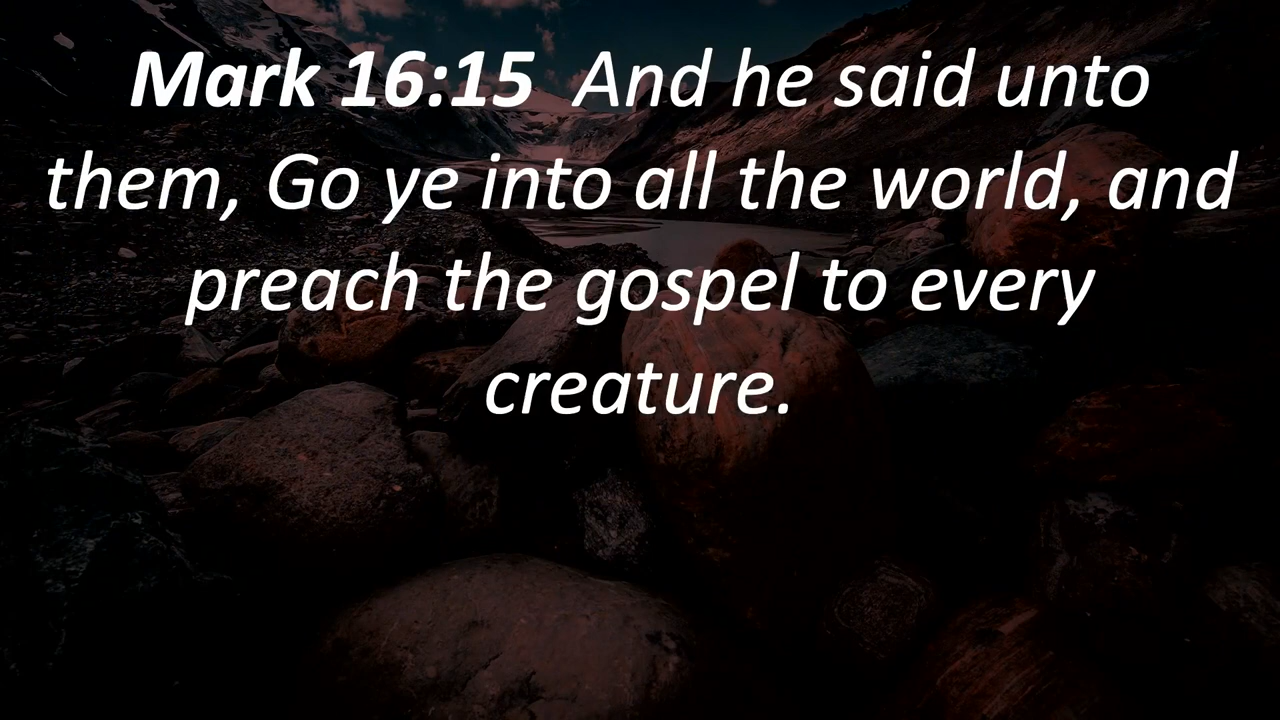 Mark 16:15  And he said unto
them, Go ye into all the world, and
preach the gospel to every
creature.